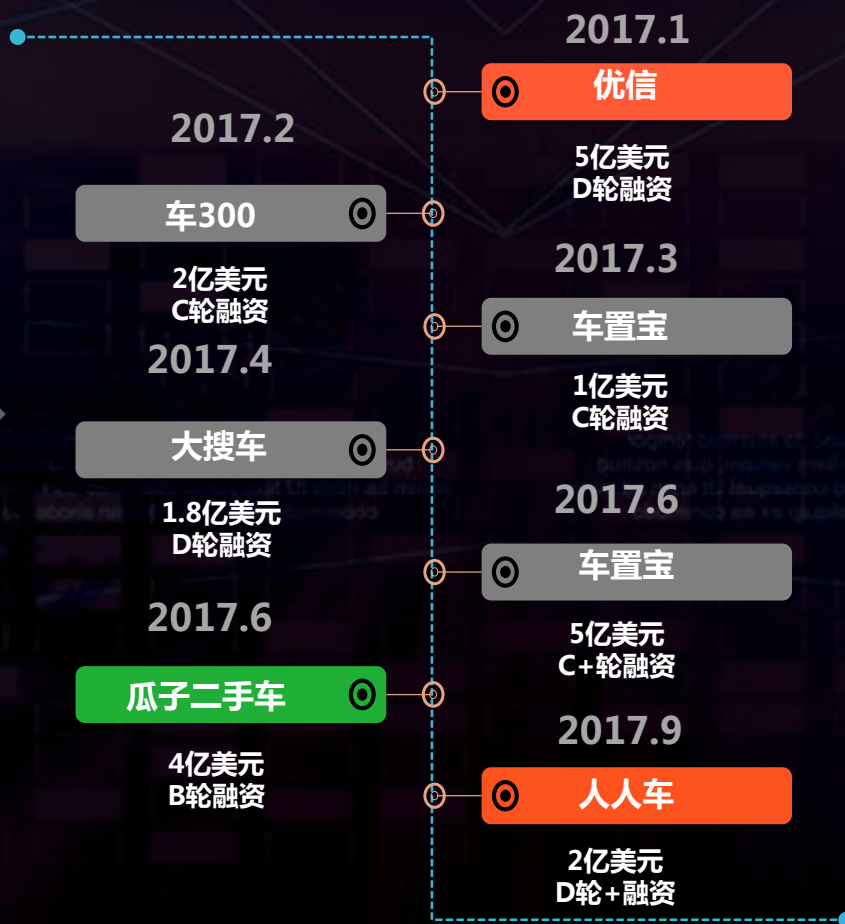 2017.1
优信
5亿美元
D轮融资
2017.2
车300
2亿美元
C轮融资
2017.3
车置宝
1亿美元
C轮融资
2017.4
大搜车
1.8亿美元
D轮融资
2017.6
车置宝
5亿美元
C+轮融资
2017.6
瓜子二手车
4亿美元
B轮融资
2017.9
人人车
2亿美元
D轮+融资